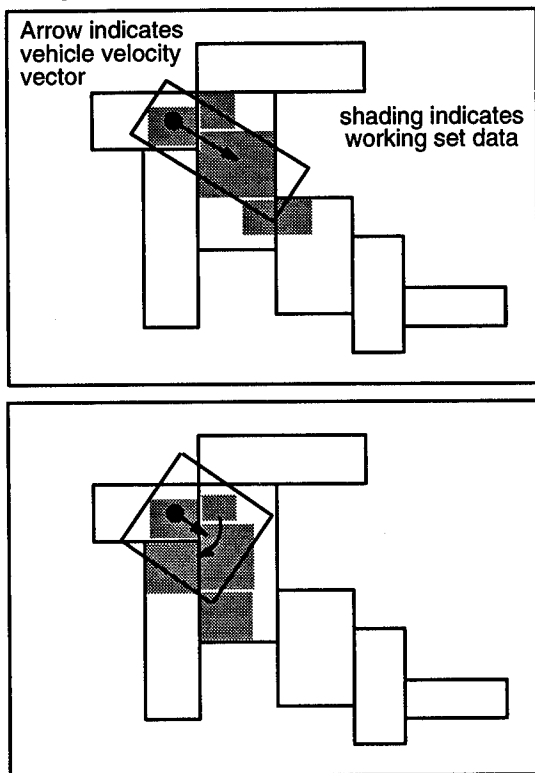 Arrow indicates
vehicle velocity
vector
shading indicates
working set data